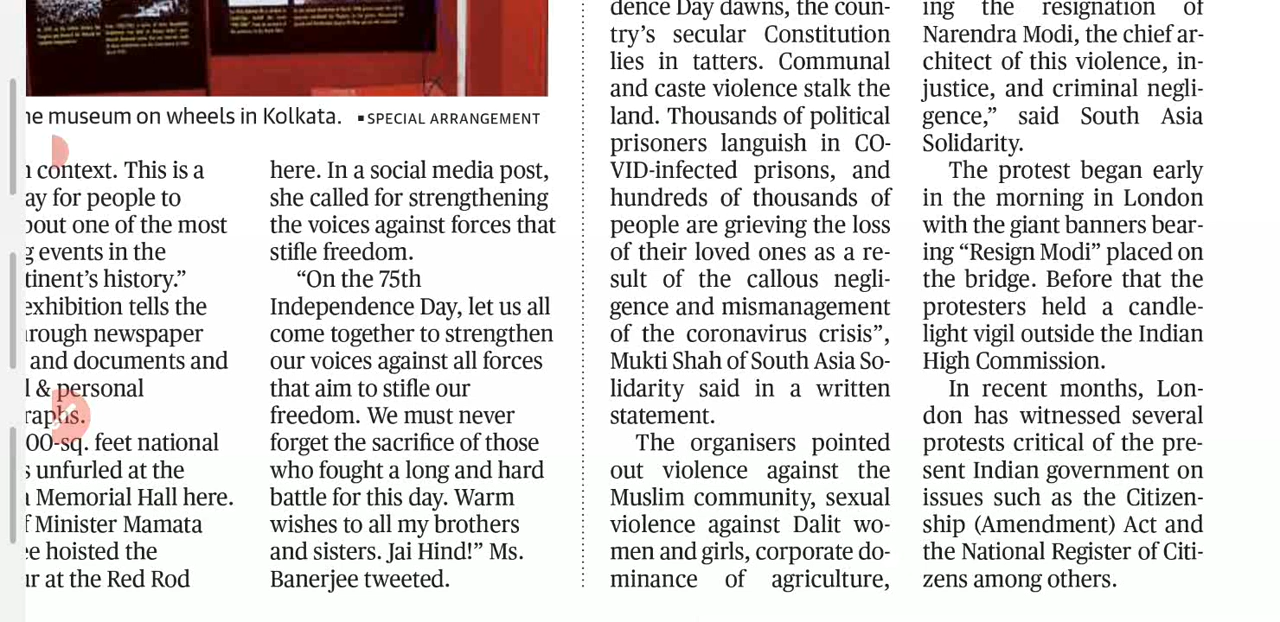 he museum on wheels in Kolkata. ▪ SPECIAL ARRANGEMENT
context. This is a
ay for people to
out one of the most
events in the
tinent’s history.”
exhibition tells the
rough newspaper
and documents and
& personal
raphs.
00-sq. feet national
unfurled at the
Memorial Hall here.
Minister Mamata
ee hoisted the
ur at the Red Rod
here. In a social media post,
she called for strengthening
the voices against forces that
stifle freedom.
“On the 75th
Independence Day, let us all
come together to strengthen
our voices against all forces
that aim to stifle our
freedom. We must never
forget the sacrifice of those
who fought a long and hard
battle for this day. Warm
wishes to all my brothers
and sisters. Jai Hind!” Ms.
Banerjee tweeted.
dence Day dawns, the coun-
try’s secular Constitution
lies in tatters. Communal
and caste violence stalk the
land. Thousands of political
prisoners languish in CO-
VID-infected prisons, and
hundreds of thousands of
people are grieving the loss
of their loved ones as a re-
sult of the callous negli-
gence and mismanagement
of the coronavirus crisis”,
Mukti Shah of South Asia So-
lidarity said in a written
statement.
The organisers pointed
out violence against the
Muslim community, sexual
violence against Dalit wo-
men and girls, corporate do-
minance of agriculture,
ing the resignation of
Narendra Modi, the chief ar-
chitect of this violence, in-
justice, and criminal negli-
gence,” said South Asia
Solidarity.
The protest began early
in the morning in London
with the giant banners bear-
ing “Resign Modi” placed on
the bridge. Before that the
protesters held a candle-
light vigil outside the Indian
High Commission.
In recent months, Lon-
don has witnessed several
protests critical of the pre-
sent Indian government on
issues such as the Citizen-
ship (Amendment) Act and
the National Register of Citi-
zens among others.